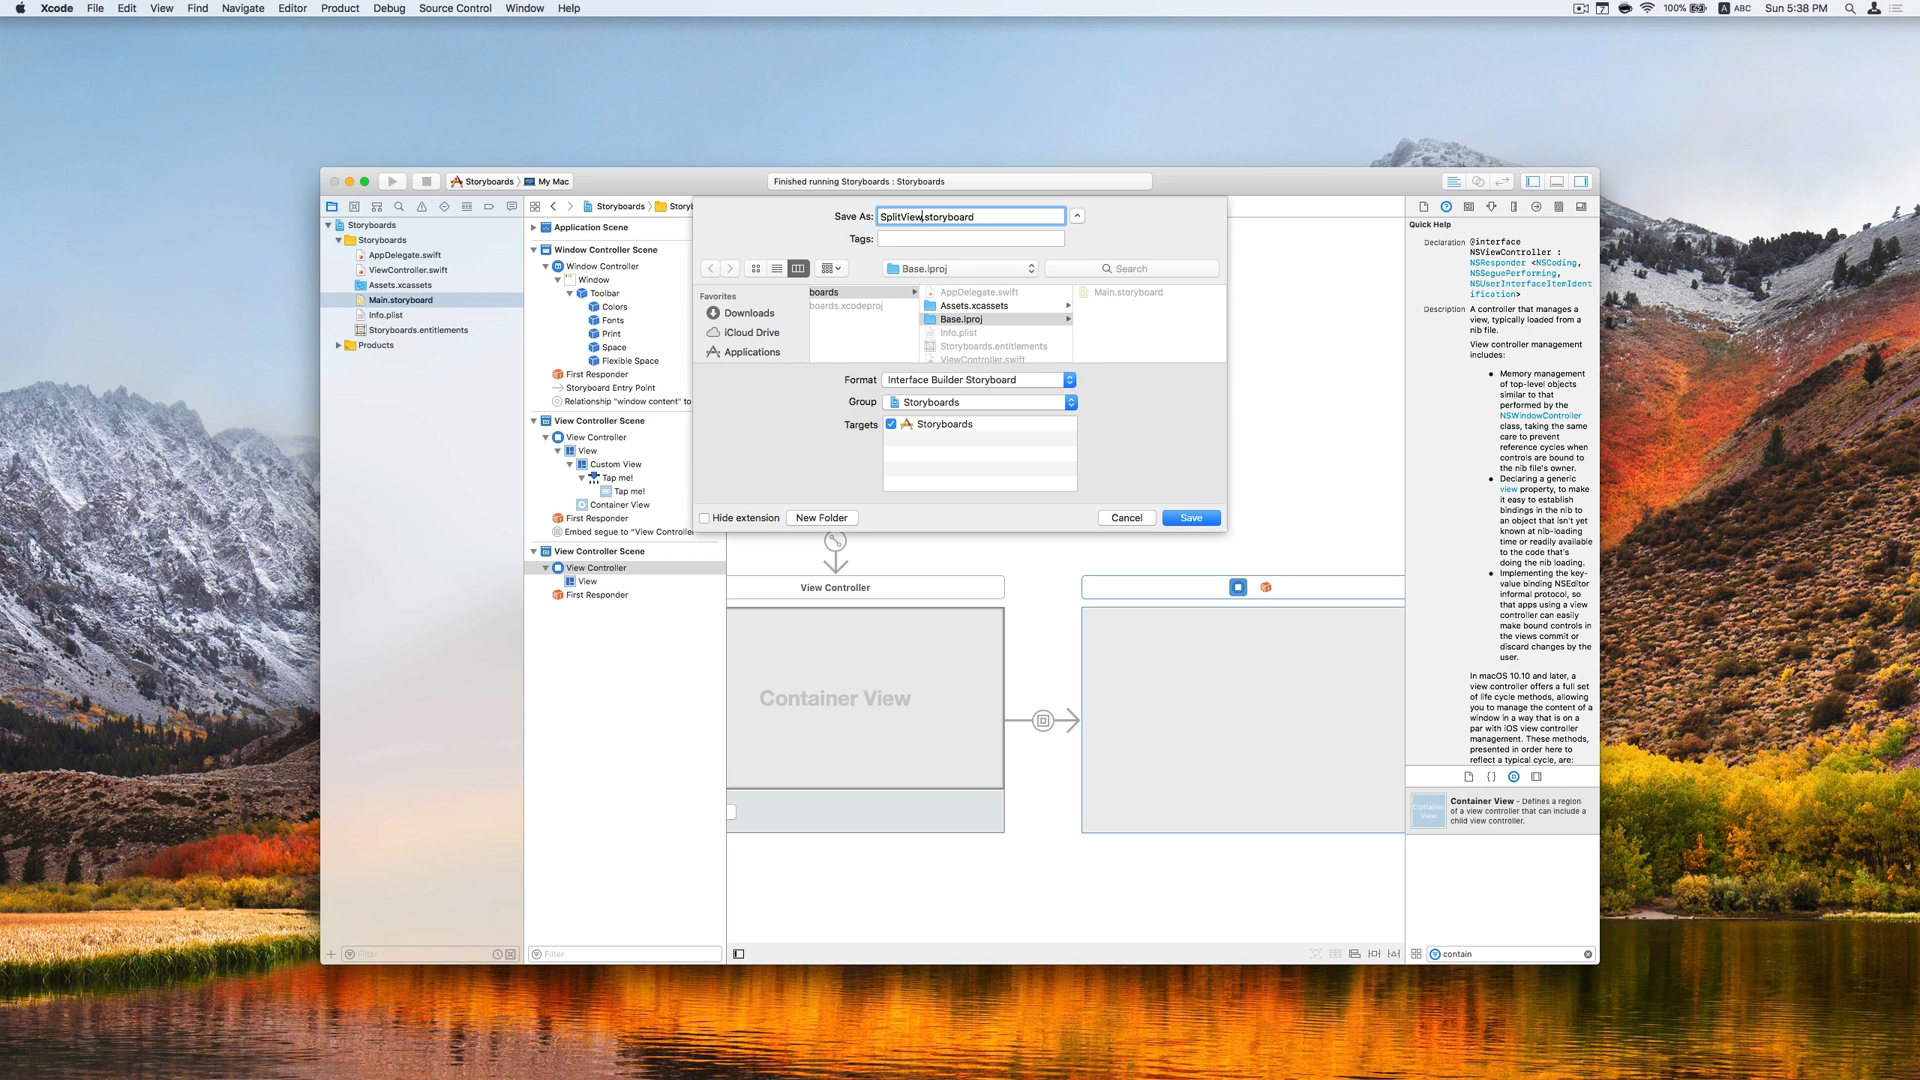 Xcode File Edit View Find Navigate Editor Product Debug Source Control Window Help
7 100% A ABC Sun 5:38 PM
Storyboards My Mac
Finished running Storyboards : Storyboards
Storyboards
Storyboards
AppDelegate.swift
ViewController.swift
Assets.xcassets
Main.storyboard
Info.plist
Storyboards.entitlements
Products
Filter
Storyboards Storyb
Application Scene
Window Controller Scene
Window Controller
Window
Toolbar
Colors
Fonts
Print
Space
Flexible Space
First Responder
Storyboard Entry Point
Relationship "window content" to
View Controller Scene
View Controller
View
Custom View
Tap me!
Tap me!
Container View
First Responder
Embed segue to "View Controller
View Controller Scene
View Controller
View
First Responder
Filter
Save As: SplitView.storyboard
Tags:
Base.lproj
Search
Favorites
Downloads
iCloud Drive
Applications
boards
boards.xcodeproj
AppDelegate.swift
Assets.xcassets
Base.lproj
Info.plist
Storyboards.entitlements
ViewController.swift
Main.storyboard
Format Interface Builder Storyboard
Group Storyboards
Targets Storyboards
Hide extension New Folder Cancel Save
View Controller
Container View
Quick Help
Declaration @interface
NSViewController :
NSResponder <NSCoding,
NSSeguePerforming,
NSUserInterfaceItemIdent
ification>
Description A controller that manages a
view, typically loaded from a
nib file.
View controller management
includes:
• Memory management
of top-level objects
similar to that
performed by the
NSWindowController
class, taking the same
care to prevent
reference cycles when
controls are bound to
the nib file's owner.
• Declaring a generic
view property, to make
it easy to establish
bindings in the nib to
an object that isn't yet
known at nib-loading
time or readily available
to the code that's
doing the nib loading.
• Implementing the key-
value binding NSEditor
informal protocol, so
that apps using a view
controller can easily
make bound controls in
the views commit or
discard changes by the
user.
In macOS 10.10 and later, a
view controller offers a full set
of life cycle methods, allowing
you to manage the content of a
window in a way that is on a
par with iOS view controller
management. These methods,
presented in order here to
reflect a typical cycle, are:
{}
Container
View
Container View - Defines a region
of a view controller that can include a
child view controller.
contain